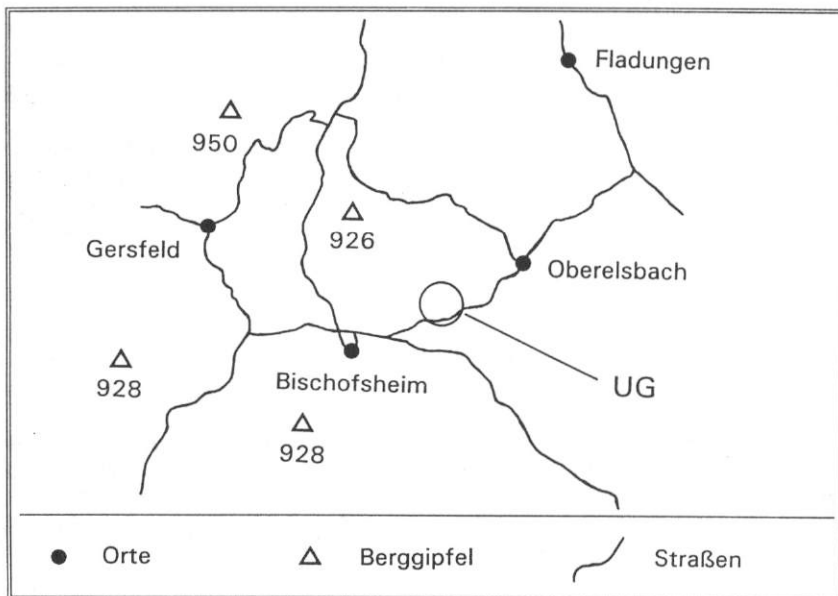 Fladungen
950
926
Gersfeld
Oberelsbach
928
Bischofsheim
UG
928
Orte
Berggipfel
Straßen